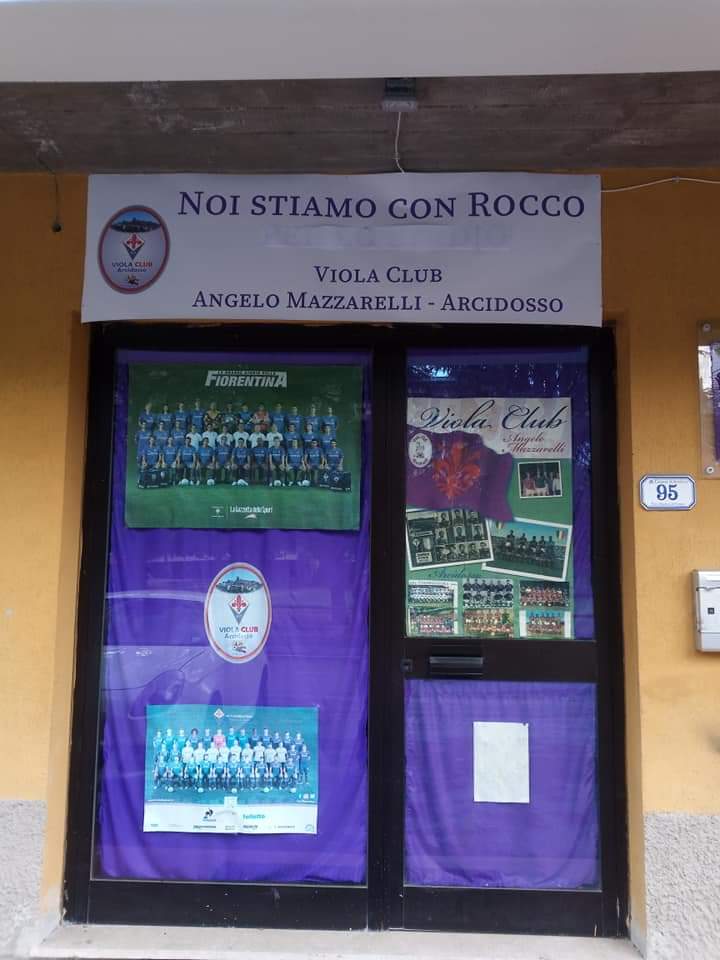 NOI STIAMO CON ROCCO
VIOLA CLUB
Arcidosso
VIOLA CLUB
ANGELO MAZZARELLI - ARCIDOSSO
FIORENTINA
La Gazzetta dello Sport
Viola Club
Angelo
Mazzarelli
95
VIOLA CLUB
Arcidosso